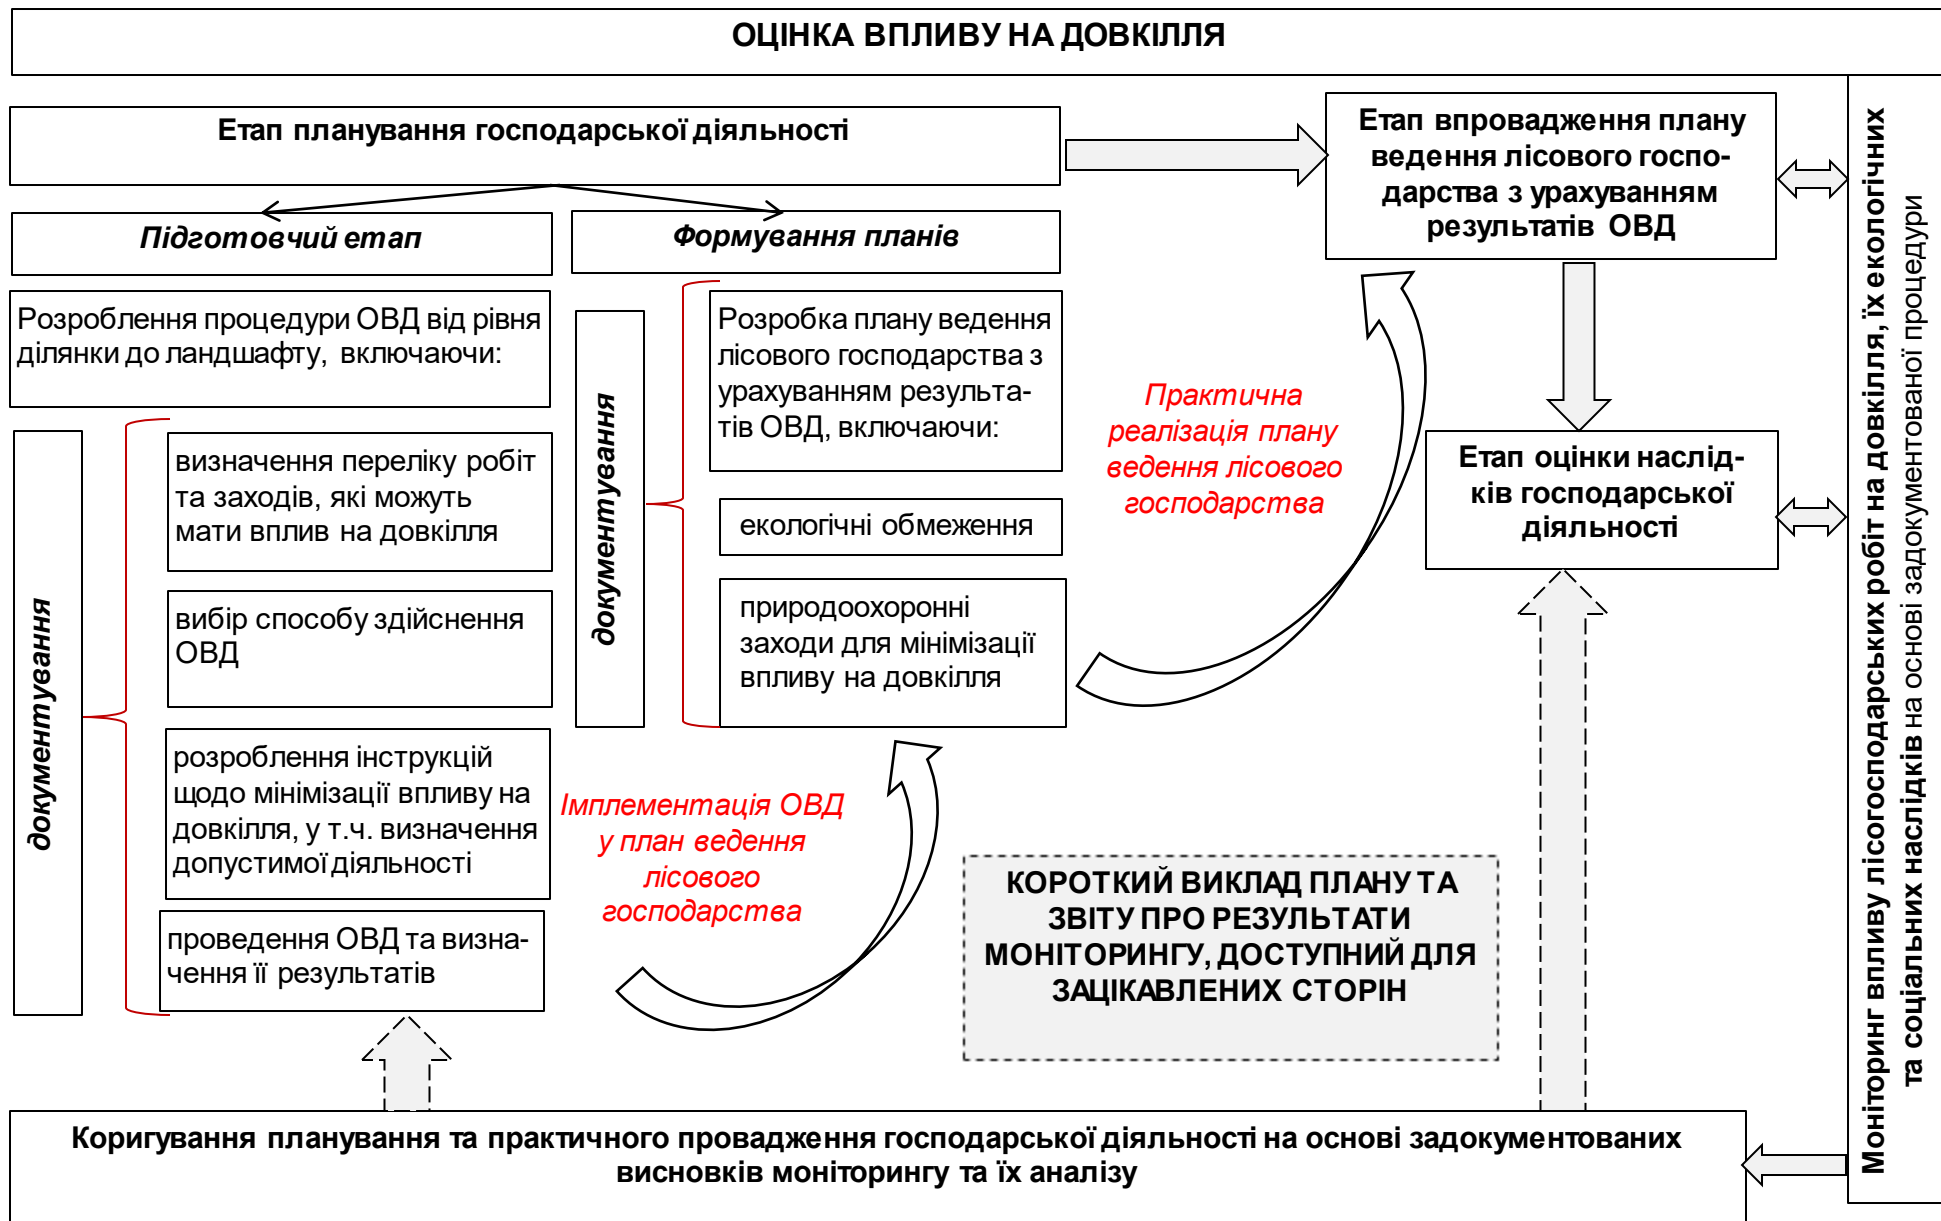 ОЦІНКА ВПЛИВУ НА ДОВКІЛЛЯ
Етап планування господарської діяльності
Підготовчий етап
Формування планів
Розроблення процедури ОВД від рівня
ділянки до ландшафту, включаючи:
документування
визначення переліку робіт
та заходів, які можуть
мати вплив на довкілля
вибір способу здійснення
ОВД
розроблення інструкцій
щодо мінімізації впливу на
довкілля, у т.ч. визначення
допустимої діяльності
проведення ОВД та визна-
чення її результатів
документування
Розробка плану ведення
лісового господарства з
урахуванням результа-
тів ОВД, включаючи:
екологічні обмеження
природоохоронні
заходи для мінімізації
впливу на довкілля
Імплементація ОВД
у план ведення
лісового
господарства
Практична
реалізація плану
ведення лісового
господарства
Етап впровадження плану
ведення лісового госпо-
дарства з урахуванням
результатів ОВД
Етап оцінки наслід-
ків господарської
діяльності
КОРОТКИЙ ВИКЛАД ПЛАНУ ТА
ЗВІТУ ПРО РЕЗУЛЬТАТИ
МОНІТОРИНГУ, ДОСТУПНИЙ ДЛЯ
ЗАЦІКАВЛЕНИХ СТОРІН
Моніторинг впливу лісогосподарських робіт на довкілля, їх екологічних
та соціальних наслідків на основі задокументованої процедури
Коригування планування та практичного провадження господарської діяльності на основі задокументованих
висновків моніторингу та їх аналізу